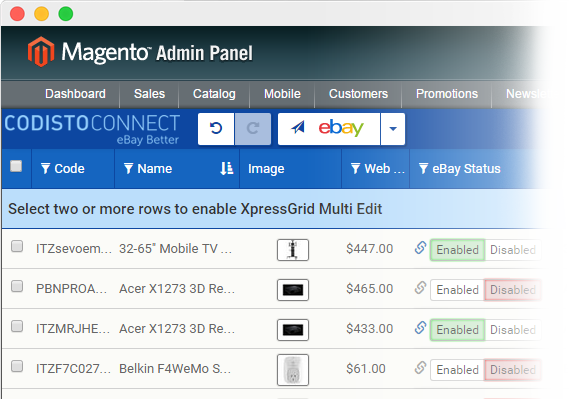 Magento™ Admin Panel
Dashboard Sales Catalog Mobile Customers Promotions
CODISTOCONNECT
eBay Better
ebay
Code Name Image Web ... eBay Status
Select two or more rows to enable XpressGrid Multi Edit
ITZsevoem... 32-65" Mobile TV ... $447.00 Enabled Disabled
PBNPROA... Acer X1273 3D Re... $465.00 Enabled Disabled
ITZMRJHE... Acer X1273 3D Re... $433.00 Enabled Disabled
ITZF7C027... Belkin F4WeMo S... $61.00 Enabled Disabled